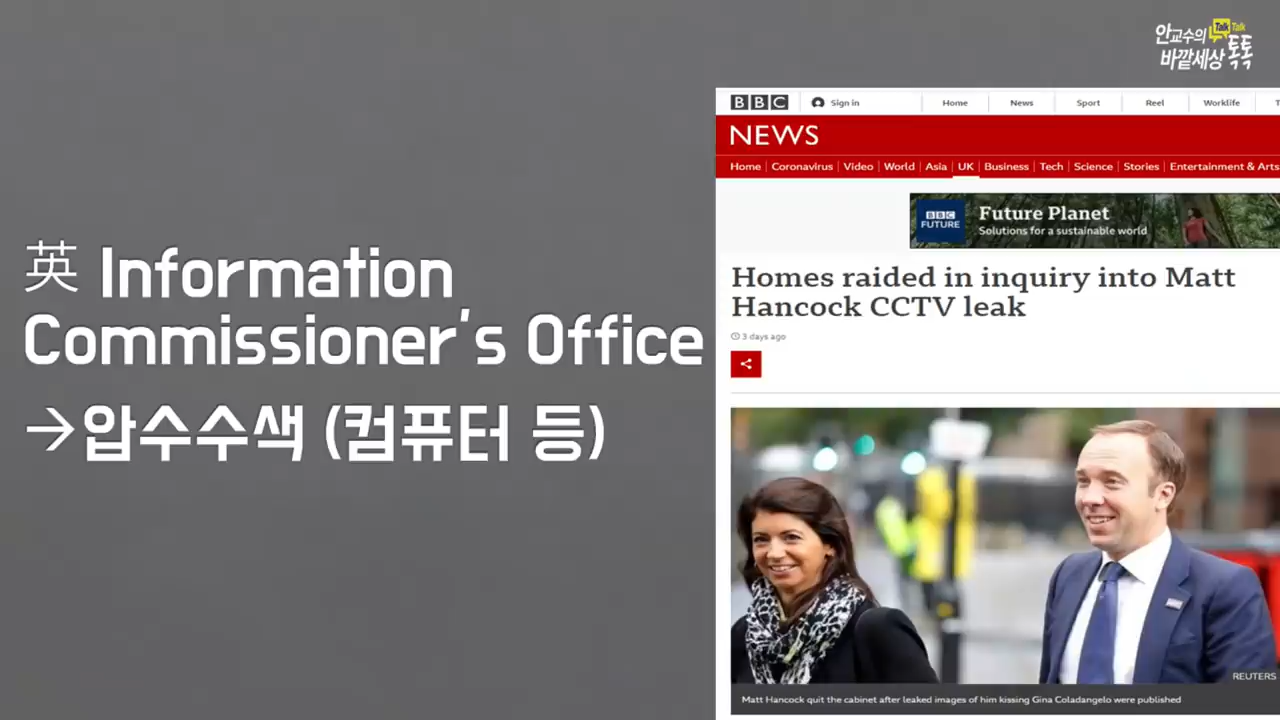 안교수의 Talk Talk
바깥세상 톡톡
英 Information
Commissioner's Office
→압수수색 (컴퓨터 등)
BBC Sign in Home News Sport Reel Worklife
NEWS
Home Coronavirus Video World Asia UK Business Tech Science Stories Entertainment & Arts
BBC FUTURE
Future Planet
Solutions for a sustainable world
Homes raided in inquiry into Matt
Hancock CCTV leak
3 days ago
REUTERS
Matt Hancock quit the cabinet after leaked images of him kissing Gina Coladangelo were published